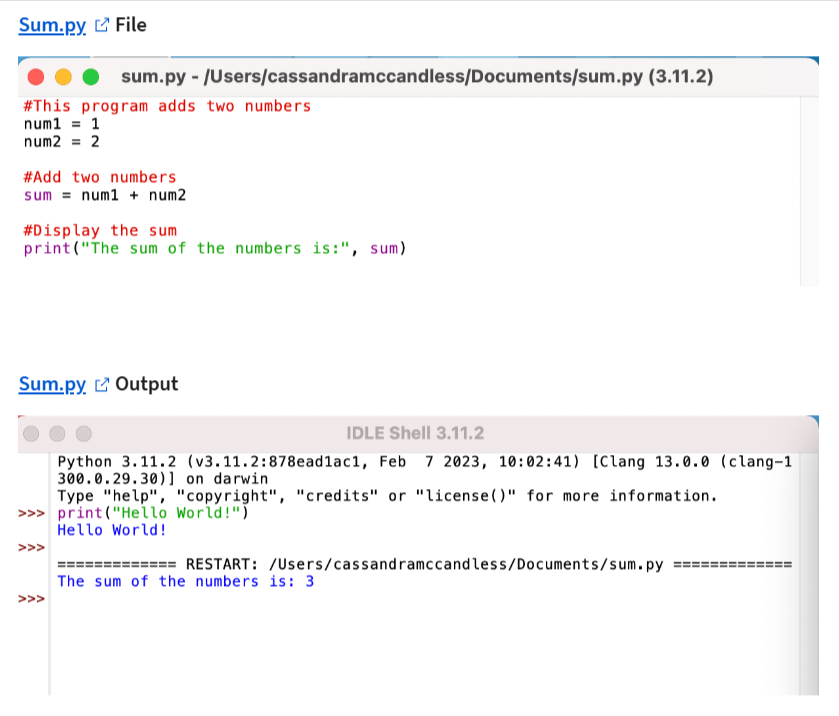 Sum.py File
sum.py - /Users/cassandramccandless/Documents/sum.py (3.11.2)
#This program adds two numbers
num1 = 1
num2 = 2
#Add two numbers
sum = num1 + num2
#Display the sum
print("The sum of the numbers is:", sum)
Sum.py Output
IDLE Shell 3.11.2
Python 3.11.2 (v3.11.2:878ead1ac1, Feb  7 2023, 10:02:41) [Clang 13.0.0 (clang-1
300.0.29.30)] on darwin
Type "help", "copyright", "credits" or "license()" for more information.
>>> print("Hello World!")
Hello World!
>>>
============= RESTART: /Users/cassandramccandless/Documents/sum.py =============
The sum of the numbers is: 3
>>>